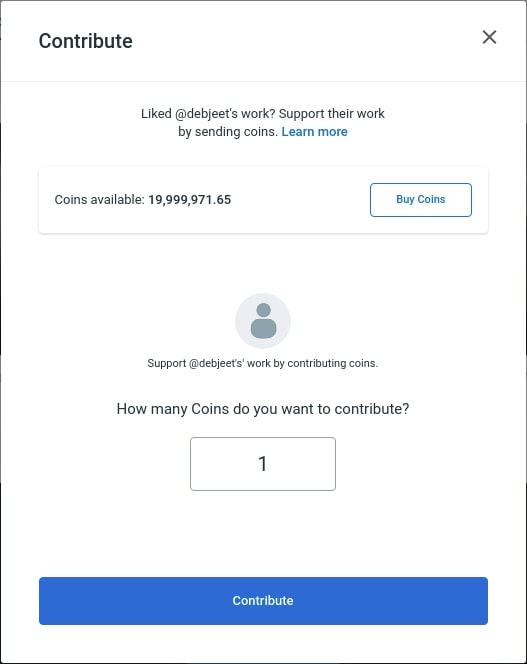 Contribute
Liked @debjeet's work? Support their work
by sending coins. Learn more
Coins available: 19,999,971.65
Buy Coins
Support @debjeets' work by contributing coins.
How many Coins do you want to contribute?
1
Contribute